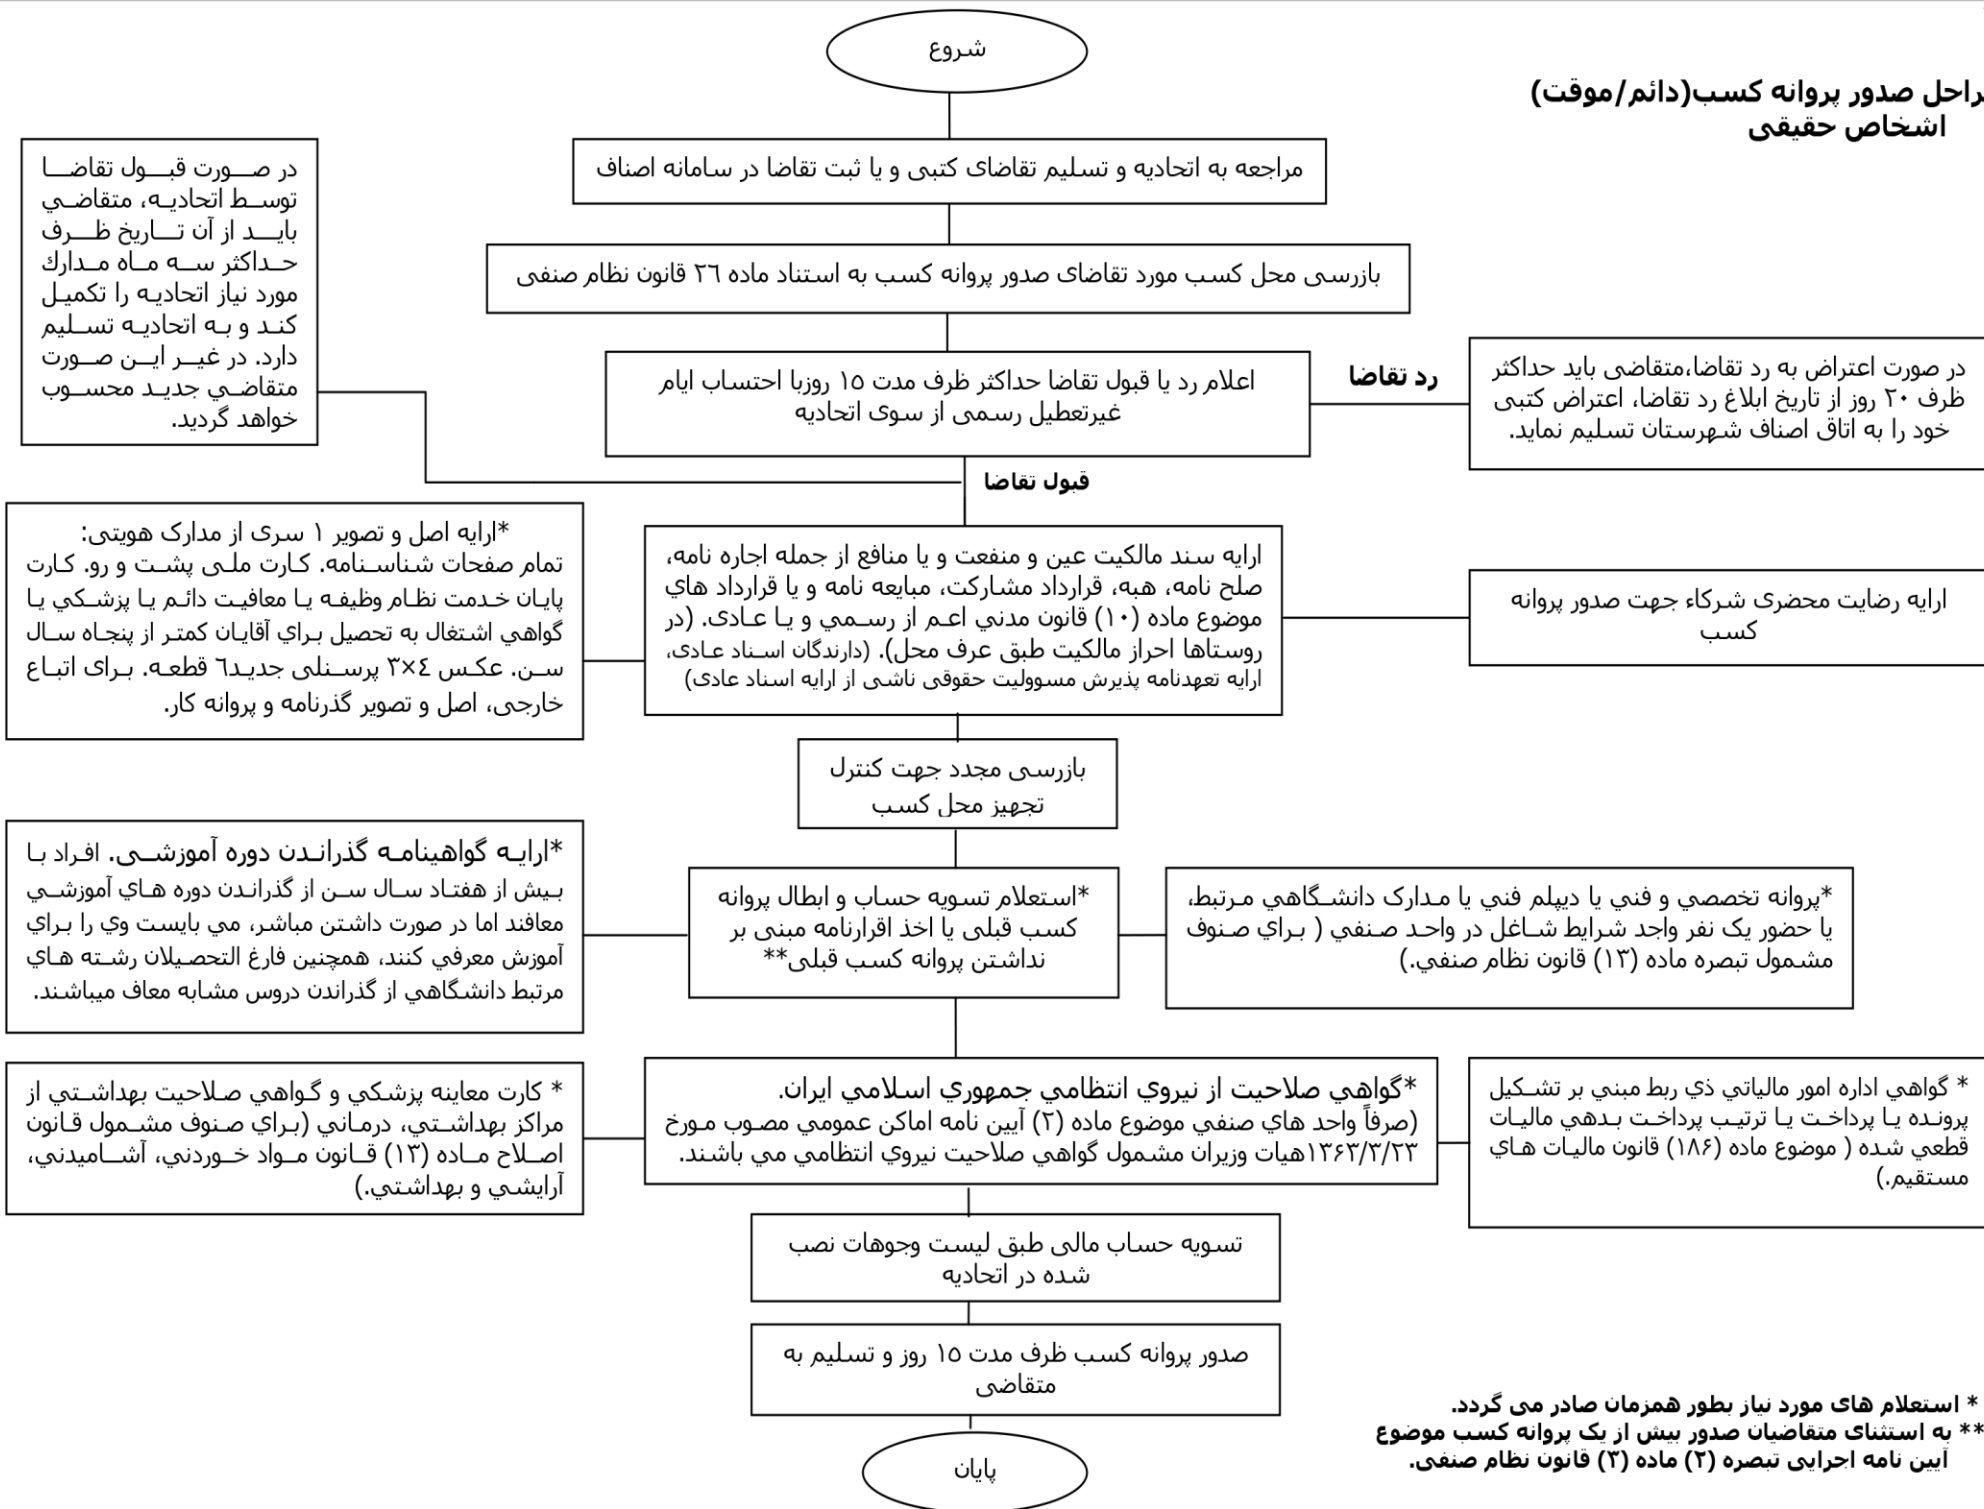 شروع
مراحل صدور پروانه کسب(دائم/موقت)
اشخاص حقیقی
مراجعه به اتحادیه و تسلیم تقاضای کتبی و یا ثبت تقاضا در سامانه اصناف
بازرسی محل کسب مورد تقاضای صدور پروانه کسب به استناد ماده ٢٦ قانون نظام صنفی
در صورت قبول تقاضا
توسط اتحادیه، متقاضي
باید از آن تاریخ ظرف
حداکثر سه ماه مدارك
مورد نیاز اتحادیه را تکمیل
کند و به اتحادیه تسلیم
دارد. در غیر این صورت
متقاضي جدید محسوب
خواهد گردید.
اعلام رد یا قبول تقاضا حداکثر ظرف مدت ١٥ روزبا احتساب ایام
غیرتعطیل رسمی از سوی اتحادیه
رد تقاضا
در صورت اعتراض به رد تقاضا،متقاضی باید حداکثر
ظرف ٢٠ روز از تاریخ ابلاغ رد تقاضا، اعتراض کتبی
خود را به اتاق اصناف شهرستان تسلیم نماید.
قبول تقاضا
ارایه سند مالکیت عین و منفعت و یا منافع از جمله اجاره نامه،
صلح نامه، هبه، قرارداد مشارکت، مبایعه نامه و یا قرارداد هاي
موضوع ماده (١٠) قانون مدني اعم از رسمي و یا عادی. (در
روستاها احراز مالکیت طبق عرف محل). (دارندگان اسناد عادی،
ارایه تعهدنامه پذیرش مسوولیت حقوقی ناشی از ارایه اسناد عادی)
*ارایه اصل و تصویر ١ سری از مدارک هویتی:
تمام صفحات شناسنامه. کارت ملی پشت و رو. کارت
پایان خدمت نظام وظیفه یا معافیت دائم یا پزشکي یا
گواهي اشتغال به تحصیل براي آقایان کمتر از پنجاه سال
سن. عکس ٤×٣ پرسنلی جدید٦ قطعه. برای اتباع
خارجی، اصل و تصویر گذرنامه و پروانه کار.
ارایه رضایت محضری شرکاء جهت صدور پروانه
کسب
بازرسی مجدد جهت کنترل
تجهیز محل کسب
*ارایه گواهینامه گذراندن دوره آموزشی. افراد با
بیش از هفتاد سال سن از گذراندن دوره هاي آموزشي
معافند اما در صورت داشتن مباشر، مي بایست وي را براي
آموزش معرفي کنند، همچنین فارغ التحصیلان رشته هاي
مرتبط دانشگاهي از گذراندن دروس مشابه معاف میباشند.
*استعلام تسویه حساب و ابطال پروانه
کسب قبلی یا اخذ اقرارنامه مبنی بر
نداشتن پروانه کسب قبلی**
*پروانه تخصصي و فني یا دیپلم فني یا مدارک دانشگاهي مرتبط،
یا حضور یک نفر واجد شرایط شاغل در واحد صنفي ( براي صنوف
مشمول تبصره ماده (١٣) قانون نظام صنفي.)
* کارت معاینه پزشکي و گواهي صلاحیت بهداشتي از
مراکز بهداشتي، درماني (براي صنوف مشمول قانون
اصلاح ماده (١٣) قانون مواد خوردني، آشامیدني،
آرایشي و بهداشتي.)
*گواهي صلاحیت از نیروي انتظامي جمهوري اسلامي ایران.
(صرفاً واحد هاي صنفي موضوع ماده (٢) آیین نامه اماکن عمومي مصوب مورخ
۱۳۶۳/۳/۲۳هیات وزیران مشمول گواهي صلاحیت نیروي انتظامي مي باشند.
* گواهي اداره امور مالیاتي ذي ربط مبني بر تشکیل
پرونده یا پرداخت یا ترتیب پرداخت بدهي مالیات
قطعي شده ( موضوع ماده (۱۸۶) قانون مالیات هاي
مستقیم.)
تسویه حساب مالی طبق لیست وجوهات نصب
شده در اتحادیه
صدور پروانه کسب ظرف مدت ١٥ روز و تسلیم به
متقاضی
پایان
* استعلام های مورد نیاز بطور همزمان صادر می گردد.
** به استثنای متقاضیان صدور بیش از یک پروانه کسب موضوع
آیین نامه اجرایی تبصره (٢) ماده (٣) قانون نظام صنفی.